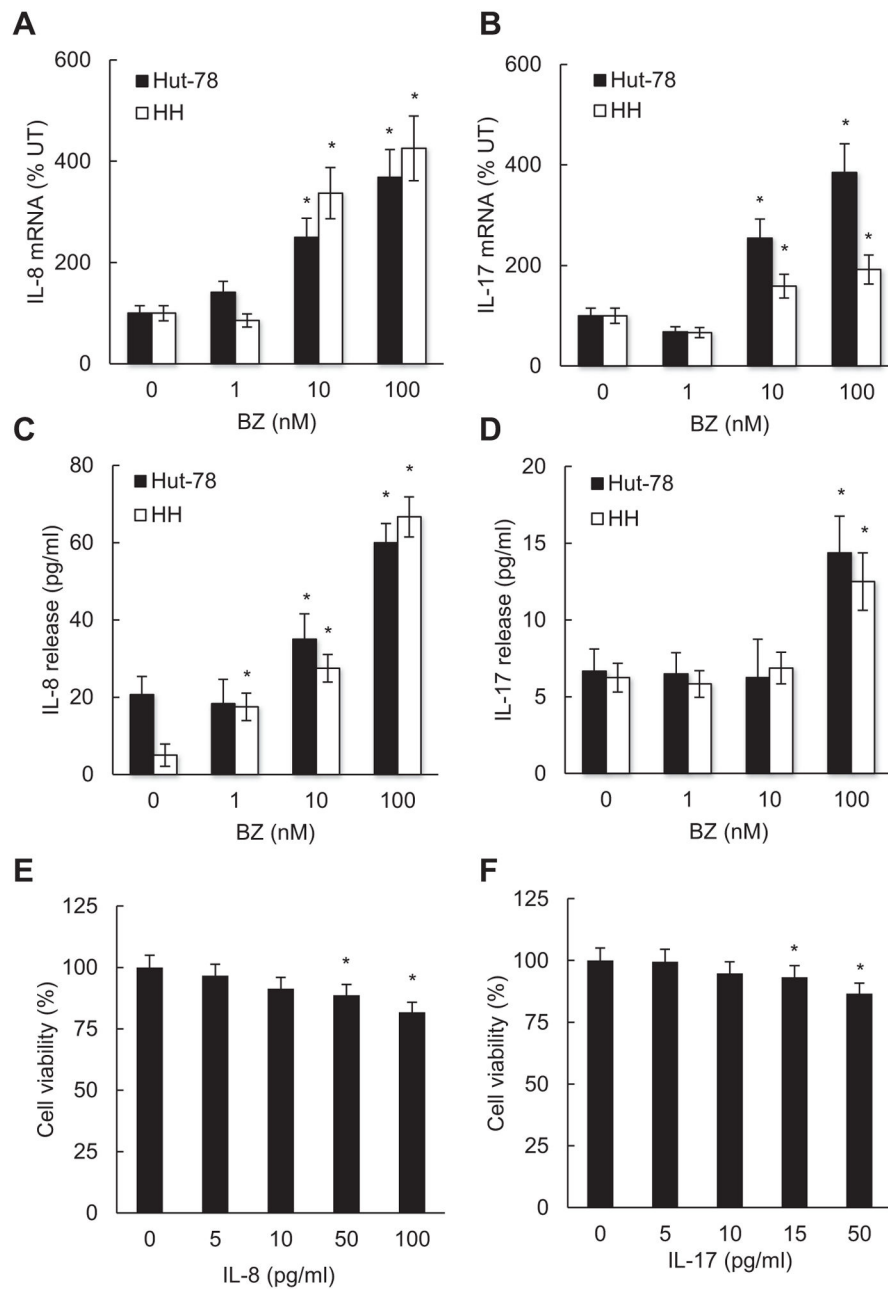 A
IL-8 mRNA (% UT)
600
400
200
0
Hut-78
HH
* * * *
0 1 10 100
BZ (nM)
B
IL-17 mRNA (% UT)
600
400
200
0
Hut-78
HH
* * * *
0 1 10 100
BZ (nM)
C
IL-8 release (pg/ml)
80
60
40
20
0
Hut-78
HH
* * * * *
0 1 10 100
BZ (nM)
D
IL-17 release (pg/ml)
20
15
10
5
0
Hut-78
HH
* *
0 1 10 100
BZ (nM)
E
Cell viability (%)
125
100
75
50
25
0
* *
0 5 10 50 100
IL-8 (pg/ml)
F
Cell viability (%)
125
100
75
50
25
0
* *
0 5 10 15 50
IL-17 (pg/ml)